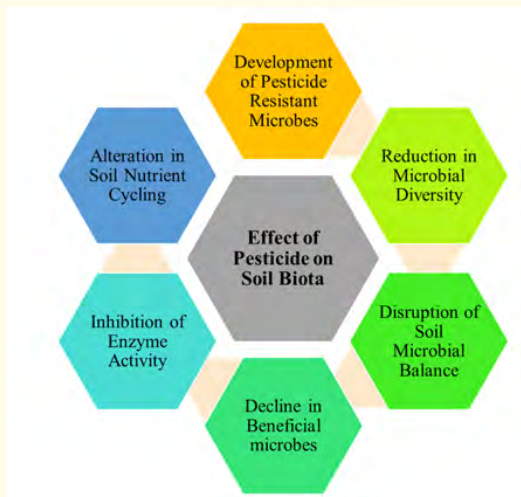 Development
of Pesticide
Resistant
Microbes
Reduction in
Microbial
Diversity
Disruption of
Soil
Microbial
Balance
Decline in
Beneficial
microbes
Inhibition of
Enzyme
Activity
Alteration in
Soil Nutrient
Cycling
Effect of
Pesticide on
Soil Biota